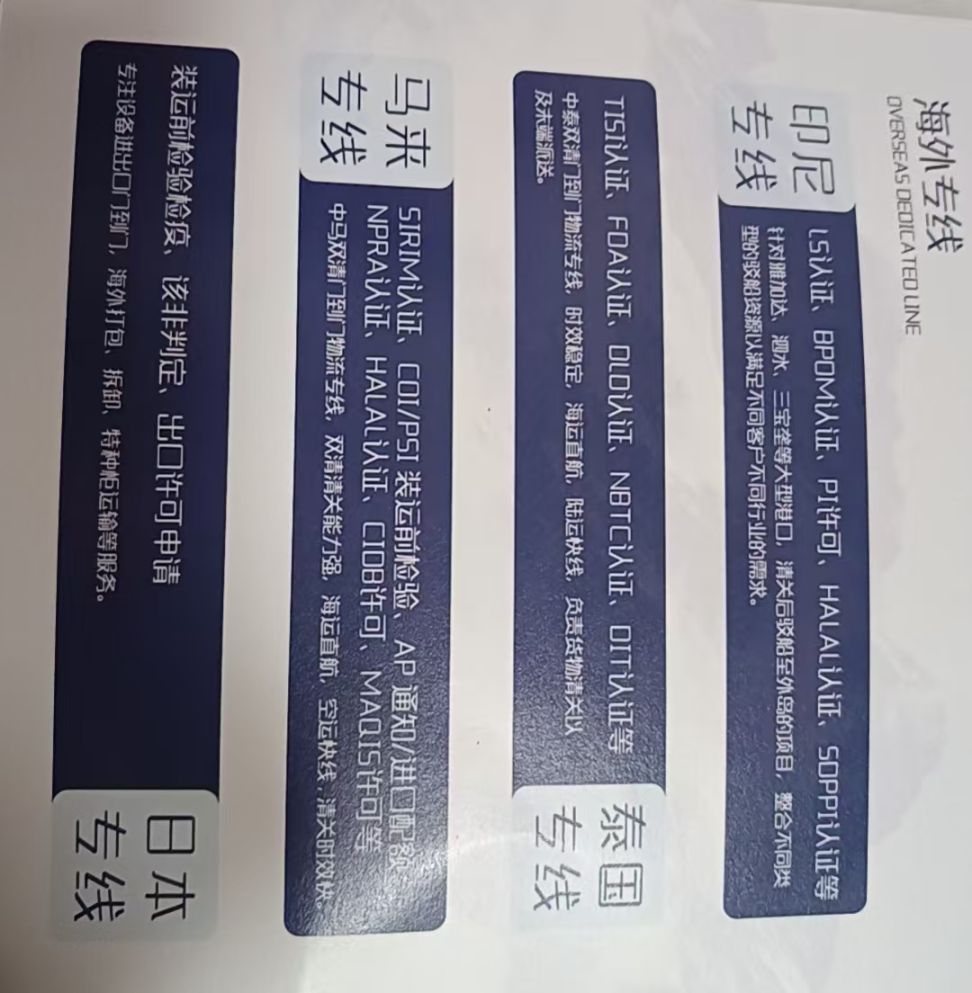 海外专线
OVERSEAS DEDICATED LINE
印尼
专线
LS认证、BPOM认证、PI许可、HALAL认证、SOPPI认证等
针对雅加达、泗水、三宝垄等大型港口，清关后驳船至外岛的项目，整合不同类
型的驳船资源以满足不同客户不同行业的需求。
TISI认证、FDA认证、DLD认证、NBTC认证、DIT认证等
中泰双清门到门物流专线，时效稳定，海运直航，陆运快线，负责货物清关以
及末端派送。
泰国
专线
马来
专线
SIRIM认证、COI/PSI 装运前检验、AP 通知/进口配额、
NPRA认证、HALAL认证、CIDB许可、MAQIS许可等
中马双清门到门物流专线，双清清关能力强，海运直航，空运快线，清关时效快。
装运前检验检疫、该非判定、出口许可申请
专注设备进出口门到门，海外打包、拆卸、特种柜运输等服务。
日本
专线